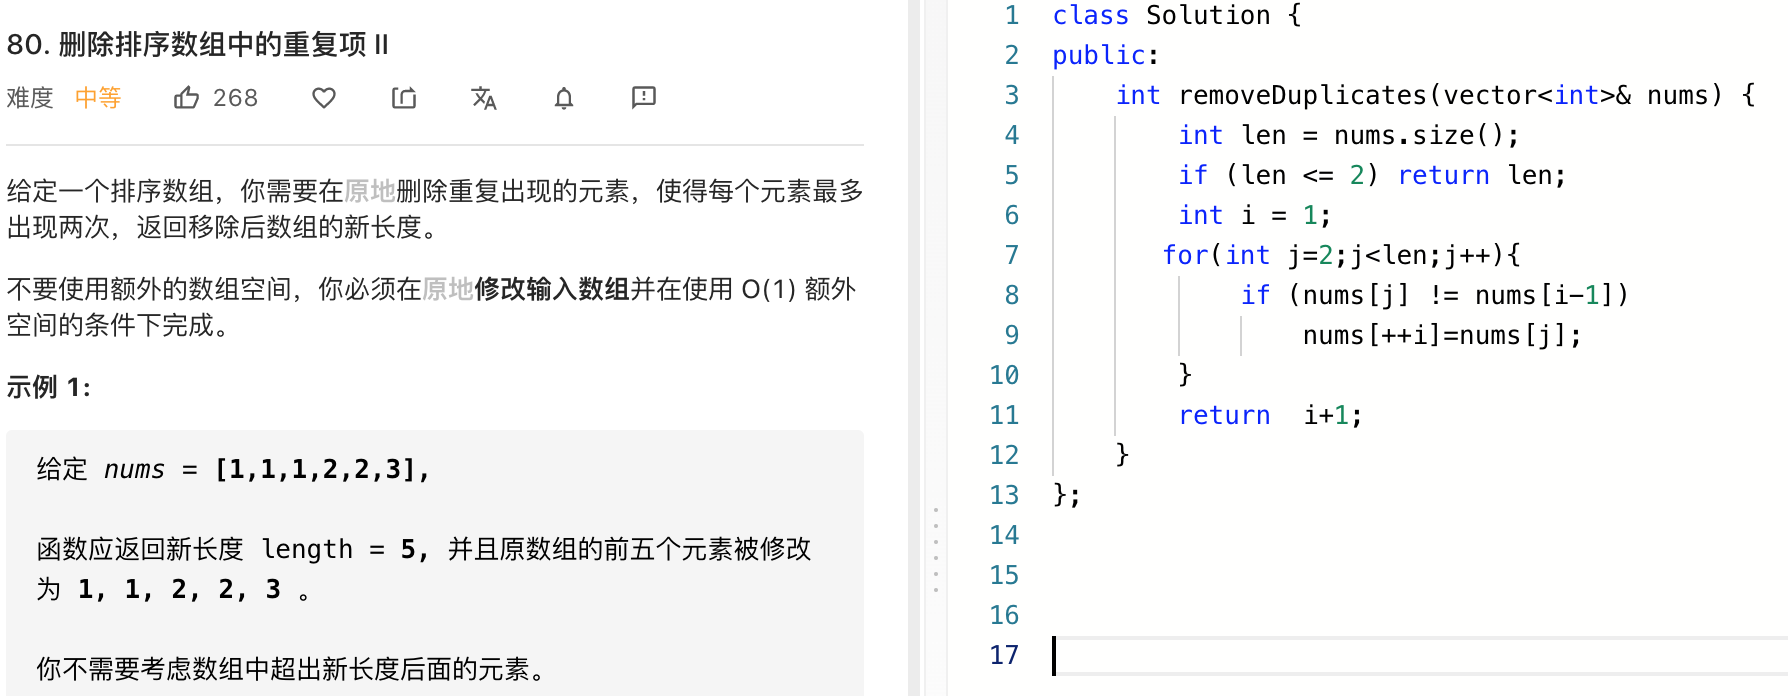 80. 删除排序数组中的重复项 II
难度 中等 268
给定一个排序数组，你需要在原地删除重复出现的元素，使得每个元素最多
出现两次，返回移除后数组的新长度。
不要使用额外的数组空间，你必须在原地修改输入数组并在使用 O(1) 额外
空间的条件下完成。
示例 1:
给定 nums = [1,1,1,2,2,3],
函数应返回新长度 length = 5, 并且原数组的前五个元素被修改
为 1, 1, 2, 2, 3 。
你不需要考虑数组中超出新长度后面的元素。
1 class Solution {
2 public:
3     int removeDuplicates(vector<int>& nums) {
4         int len = nums.size();
5         if (len <= 2) return len;
6         int i = 1;
7        for(int j=2;j<len;j++){
8             if (nums[j] != nums[i-1])
9                 nums[++i]=nums[j];
10         }
11         return  i+1;
12     }
13 };
14
15
16
17